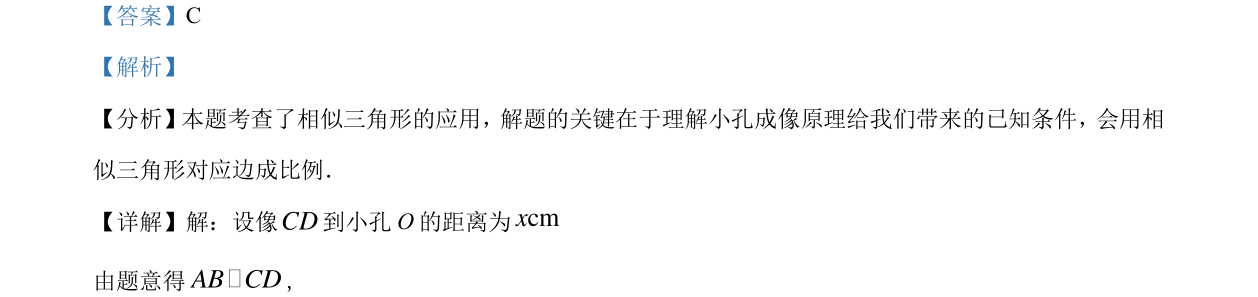 【答案】C
【解析】
【分析】本题考查了相似三角形的应用，解题的关键在于理解小孔成像原理给我们带来的已知条件，会用相
似三角形对应边成比例．
【详解】解：设像CD到小孔O的距离为xcm
由题意得AB□CD，